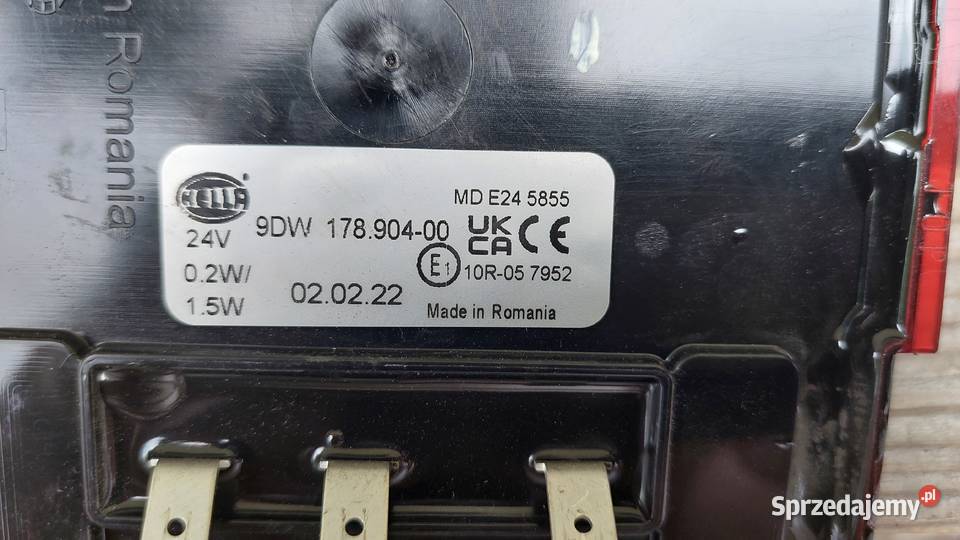 Romania
HELLA
MD E24 5855
9DW 178.904-00
UK
CA CE
24V
E1 10R-05 7952
0.2W/
1.5W
02.02.22
Made in Romania
Sprzedajemy.pl